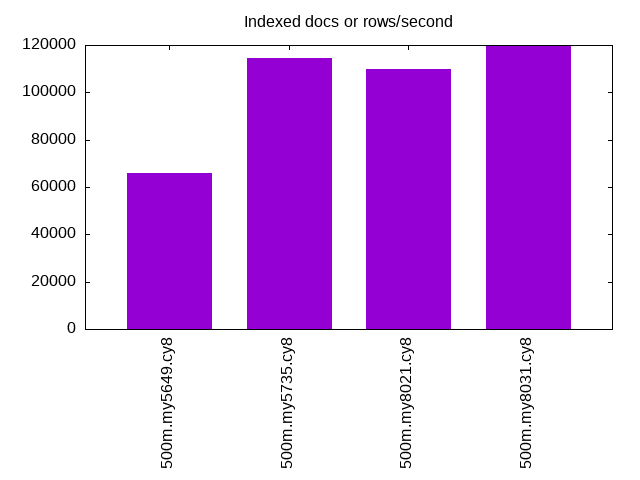 Indexed docs or rows/second
120000
100000
80000
60000
40000
20000
0
500m.my5649.cy8
500m.my5735.cy8
500m.my8021.cy8
500m.my8031.cy8